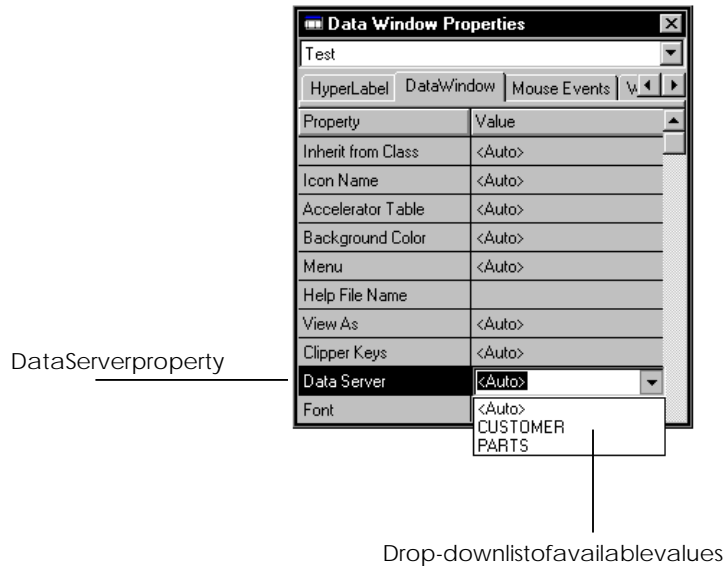 Data Window Properties
Test
HyperLabel DataWindow Mouse Events
Property Value
Inherit from Class <Auto>
Icon Name <Auto>
Accelerator Table <Auto>
Background Color <Auto>
Menu <Auto>
Help File Name
View As <Auto>
Clipper Keys <Auto>
DataServerproperty
Data Server <Auto>
Font
<Auto>
CUSTOMER
PARTS
Drop-downlistofavailablevalues